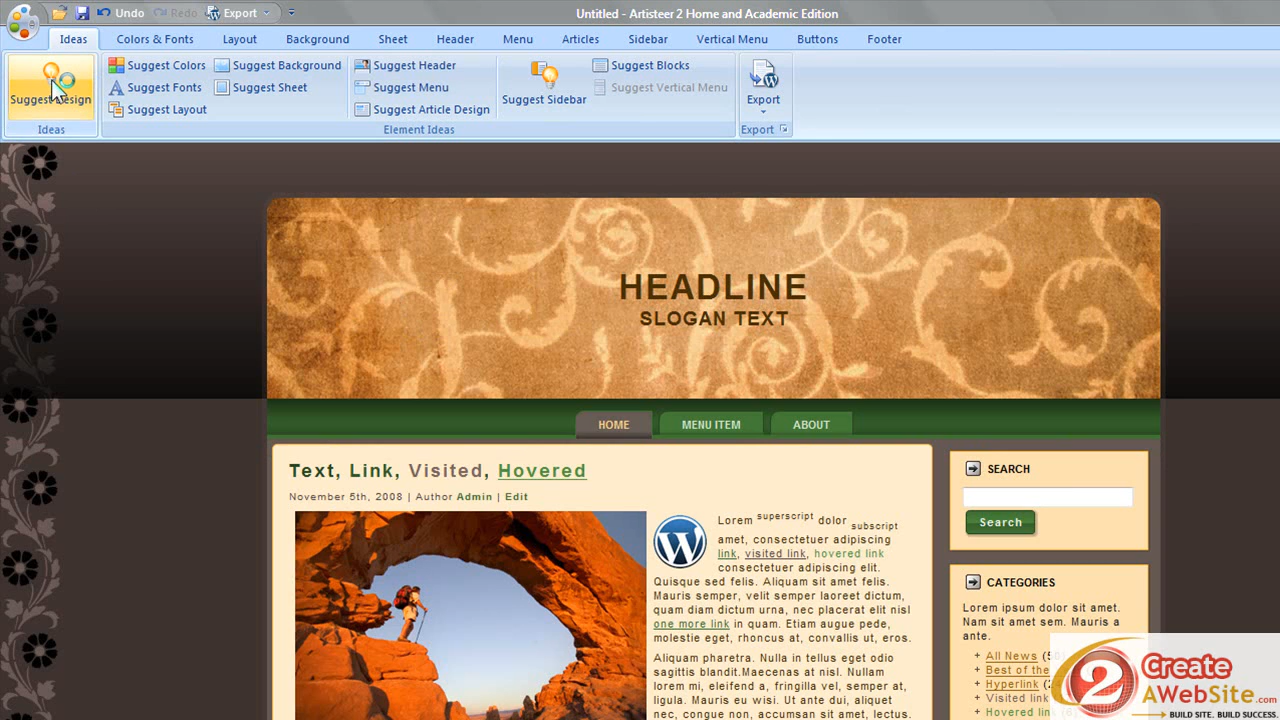 Undo Redo Export
Untitled - Artisteer 2 Home and Academic Edition
Ideas Colors & Fonts Layout Background Sheet Header Menu Articles Sidebar Vertical Menu Buttons Footer
Suggest Design
Ideas
Suggest Colors Suggest Background
Suggest Fonts Suggest Sheet
Suggest Layout
Suggest Header
Suggest Menu
Suggest Article Design
Suggest Sidebar
Suggest Blocks
Suggest Vertical Menu
Element Ideas
Export
Export
HEADLINE
SLOGAN TEXT
HOME MENU ITEM ABOUT
Text, Link, Visited, Hovered
November 5th, 2008 | Author Admin | Edit
Lorem superscript dolor subscript
amet, consectetuer adipiscing
link, visited link, hovered link
consectetuer adipiscing elit.
Quisque sed felis. Aliquam sit amet felis.
Mauris semper, velit semper laoreet dictum,
quam diam dictum urna, nec placerat elit nisl
one more link in quam. Etiam augue pede,
molestie eget, rhoncus at, convallis ut, eros.
Aliquam pharetra. Nulla in tellus eget odio
sagittis blandit.Maecenas at nisl. Nullam
lorem mi, eleifend a, fringilla vel, semper at,
ligula. Mauris eu wisi. Ut ante dui, aliquet
nec, congue non, accumsan sit amet, lectus.
SEARCH
Search
CATEGORIES
Lorem ipsum dolor sit amet.
Nam sit amet sem. Mauris a
ante.
+ All News
+ Best of the
+ Hyperlink
+ Visited link
+ Hovered link
2 Create
AWebSite.com
BUILD SITE. BUILD SUCCESS